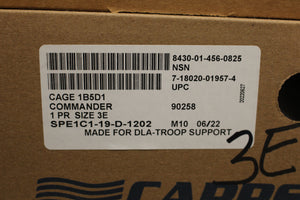 8430-01-456-0825
NSN
7-18020-01957-4
UPC
CAGE 1B5D1
COMMANDER 90258
1 PR SIZE 3E
SPE1C1-19-D-1202 M10 06/22
MADE FOR DLA-TROOP SUPPORT
20220627
3E